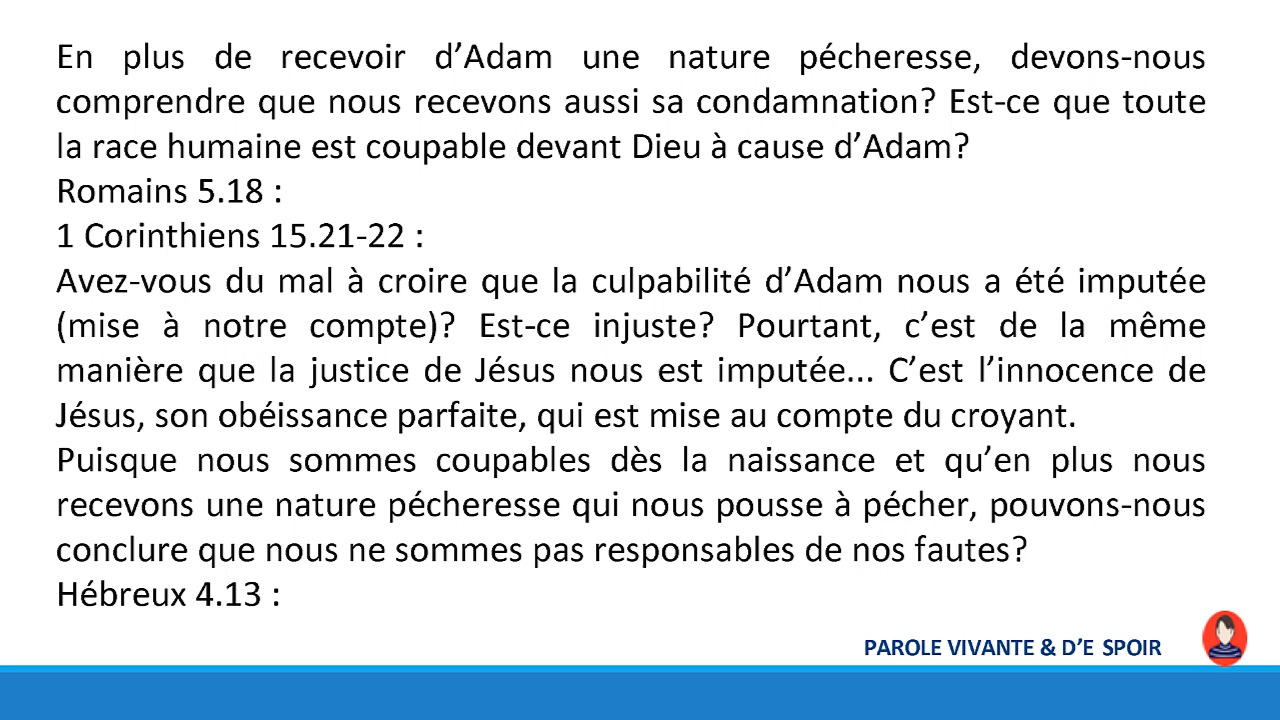 En plus de recevoir d’Adam une nature pécheresse, devons-nous
comprendre que nous recevons aussi sa condamnation? Est-ce que toute
la race humaine est coupable devant Dieu à cause d’Adam?
Romains 5.18 :
1 Corinthiens 15.21-22 :
Avez-vous du mal à croire que la culpabilité d’Adam nous a été imputée
(mise à notre compte)? Est-ce injuste? Pourtant, c’est de la même
manière que la justice de Jésus nous est imputée... C’est l’innocence de
Jésus, son obéissance parfaite, qui est mise au compte du croyant.
Puisque nous sommes coupables dès la naissance et qu’en plus nous
recevons une nature pécheresse qui nous pousse à pécher, pouvons-nous
conclure que nous ne sommes pas responsables de nos fautes?
Hébreux 4.13 :
PAROLE VIVANTE & D’E SPOIR